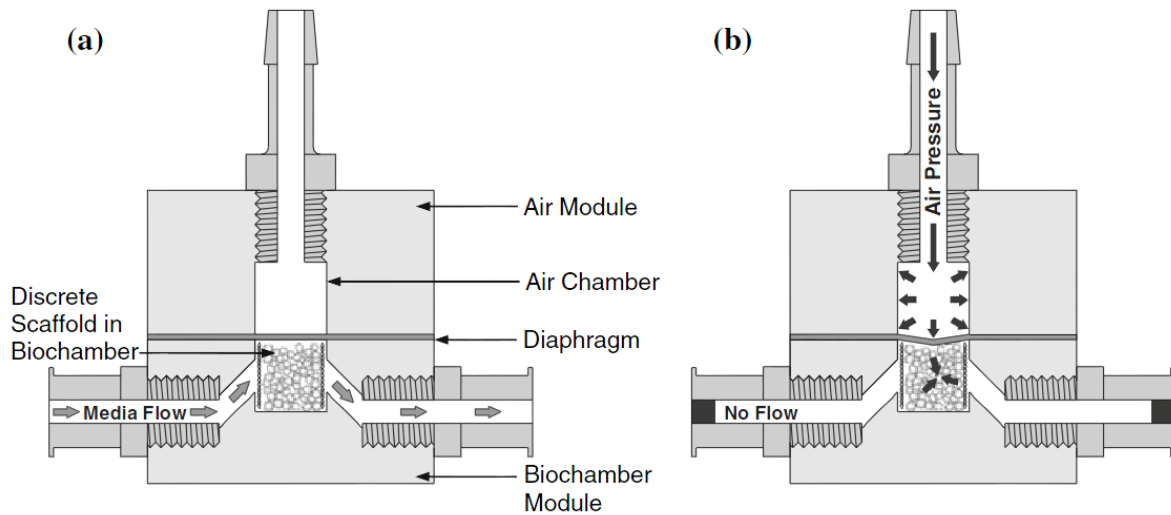 (a)
Air Module
Air Chamber
Discrete
Scaffold in
Biochamber
Diaphragm
Media Flow
Biochamber
Module
(b)
Air Pressure
No Flow